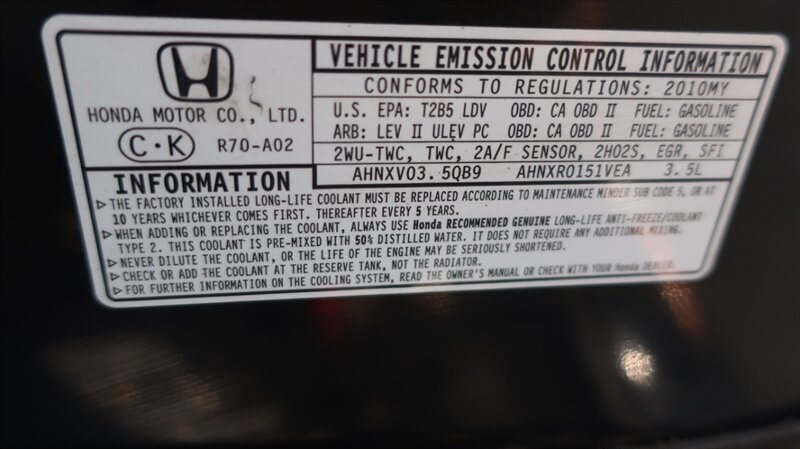 VEHICLE EMISSION CONTROL INFORMATION
CONFORMS TO REGULATIONS: 2010MY
HONDA MOTOR CO., LTD.
C·K R70-A02
U.S. EPA: T2B5 LDV OBD: CA OBD II FUEL: GASOLINE
ARB: LEV II ULEV PC OBD: CA OBD II FUEL: GASOLINE
2WU-TWC, TWC, 2A/F SENSOR, 2HO2S, EGR, SFI
AHNXV03.5QB9 AHNXR0151VEA 3.5L
INFORMATION
▷ THE FACTORY INSTALLED LONG-LIFE COOLANT MUST BE REPLACED ACCORDING TO MAINTENANCE MINDER SUB CODE 5, OR AT
10 YEARS WHICHEVER COMES FIRST. THEREAFTER EVERY 5 YEARS.
▷ WHEN ADDING OR REPLACING THE COOLANT, ALWAYS USE Honda RECOMMENDED GENUINE LONG-LIFE ANTI-FREEZE/COOLANT
TYPE 2. THIS COOLANT IS PRE-MIXED WITH 50% DISTILLED WATER. IT DOES NOT REQUIRE ANY ADDITIONAL MIXING.
▷ NEVER DILUTE THE COOLANT, OR THE LIFE OF THE ENGINE MAY BE SERIOUSLY SHORTENED.
▷ CHECK OR ADD THE COOLANT AT THE RESERVE TANK, NOT THE RADIATOR.
▷ FOR FURTHER INFORMATION ON THE COOLING SYSTEM, READ THE OWNER'S MANUAL OR CHECK WITH YOUR Honda DEALER.